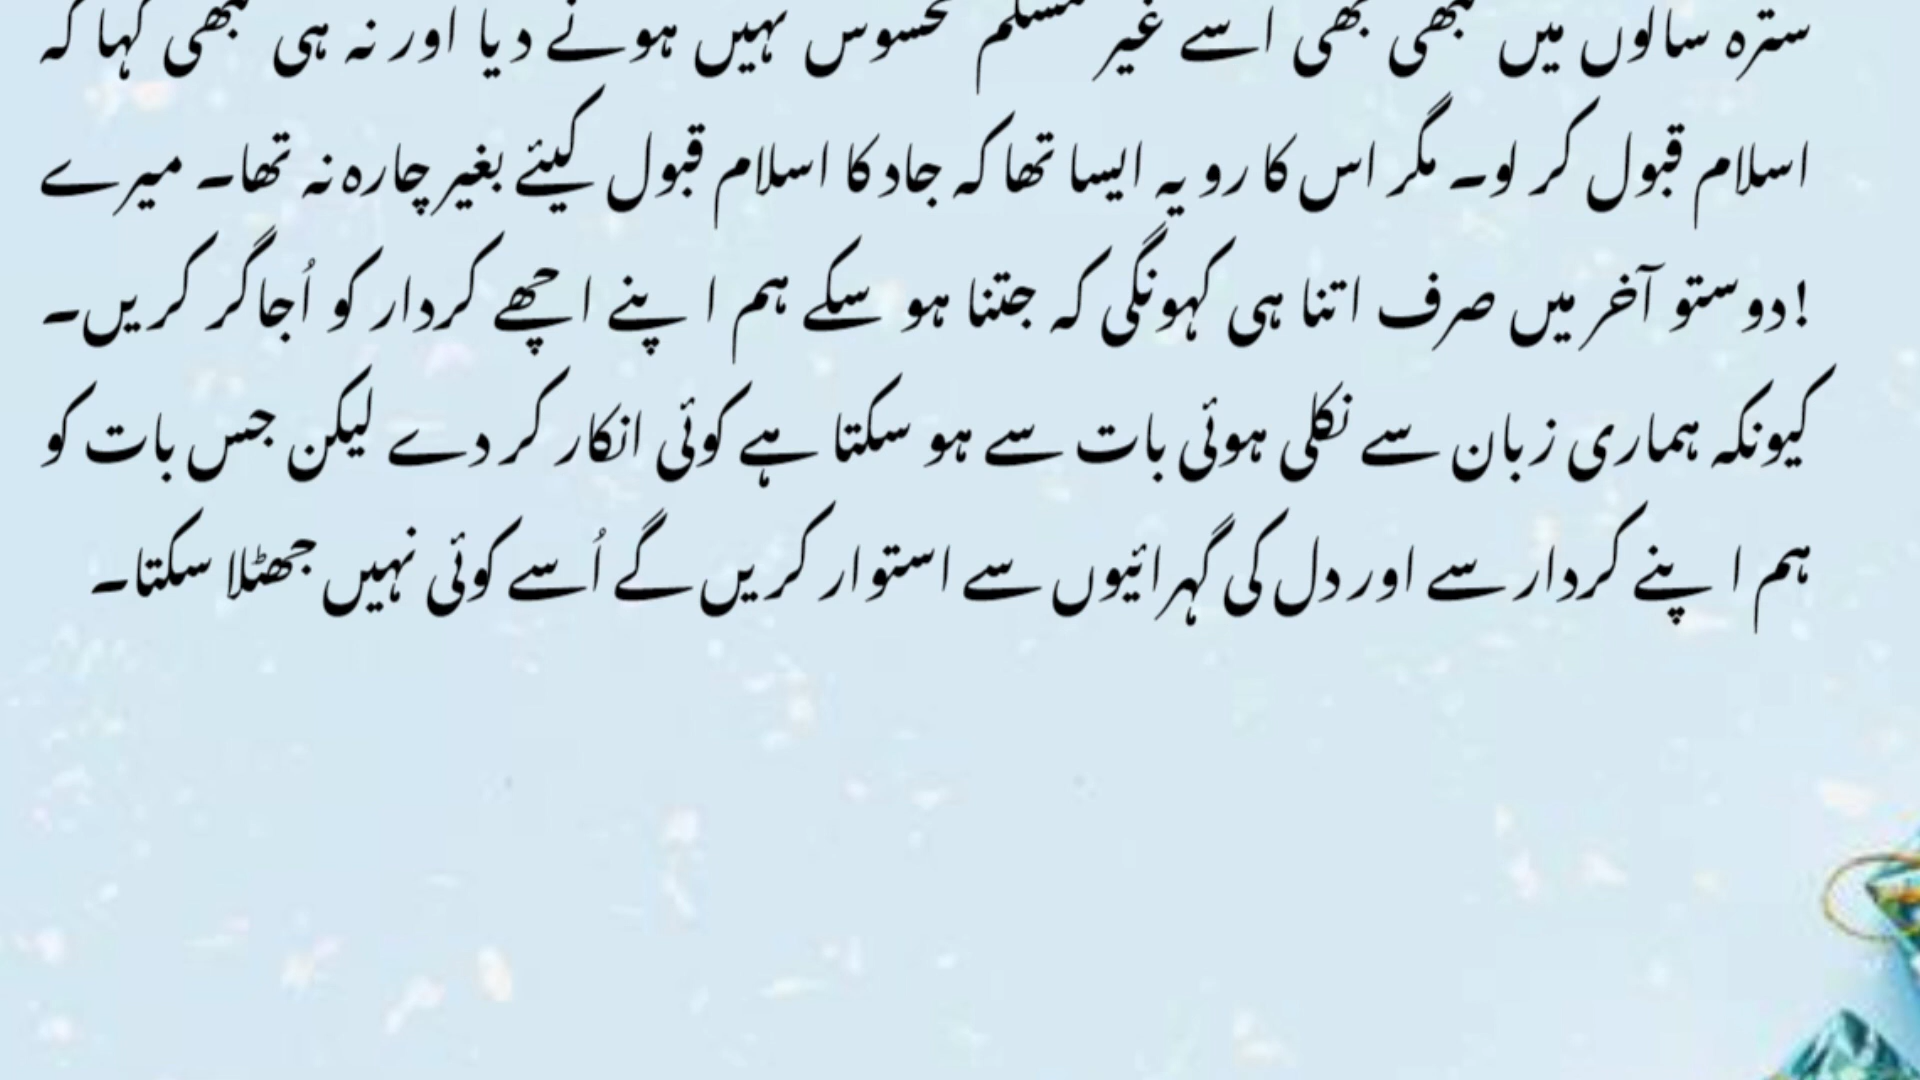 سترہ سالوں میں کبھی بھی اسے غیر مسلم محسوس نہیں ہونے دیا اور نہ ہی کبھی کہا کہ
اسلام قبول کر لو۔ مگر اس کا رویہ ایسا تھا کہ جاد کا اسلام قبول کیئے بغیر چارہ نہ تھا۔ میرے
!دوستو آخر میں صرف اتنا ہی کہونگی کہ جتنا ہو سکے ہم اپنے اچھے کردار کو اُجاگر کریں۔
کیونکہ ہماری زبان سے نکلی ہوئی بات سے ہو سکتا ہے کوئی انکار کر دے لیکن جس بات کو
ہم اپنے کردار سے اور دل کی گہرائیوں سے استوار کریں گے اُسے کوئی نہیں جھٹلا سکتا۔